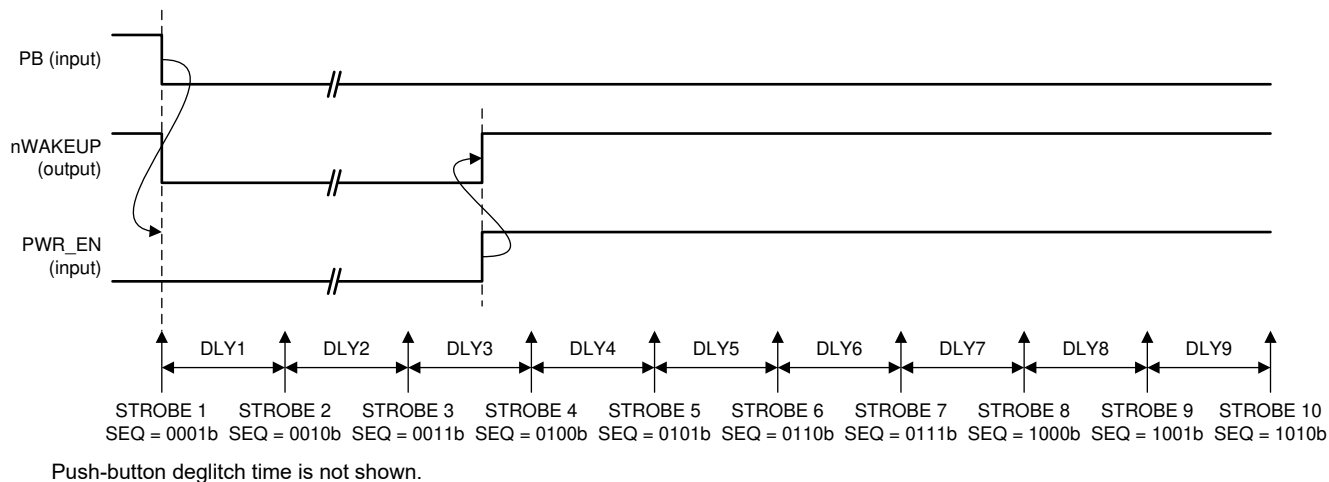 PB (input)
nWAKEUP
(output)
PWR_EN
(input)
DLY1 DLY2 DLY3 DLY4 DLY5 DLY6 DLY7 DLY8 DLY9
STROBE 1 STROBE 2 STROBE 3 STROBE 4 STROBE 5 STROBE 6 STROBE 7 STROBE 8 STROBE 9 STROBE 10
SEQ = 0001b SEQ = 0010b SEQ = 0011b SEQ = 0100b SEQ = 0101b SEQ = 0110b SEQ = 0111b SEQ = 1000b SEQ = 1001b SEQ = 1010b
Push-button deglitch time is not shown.